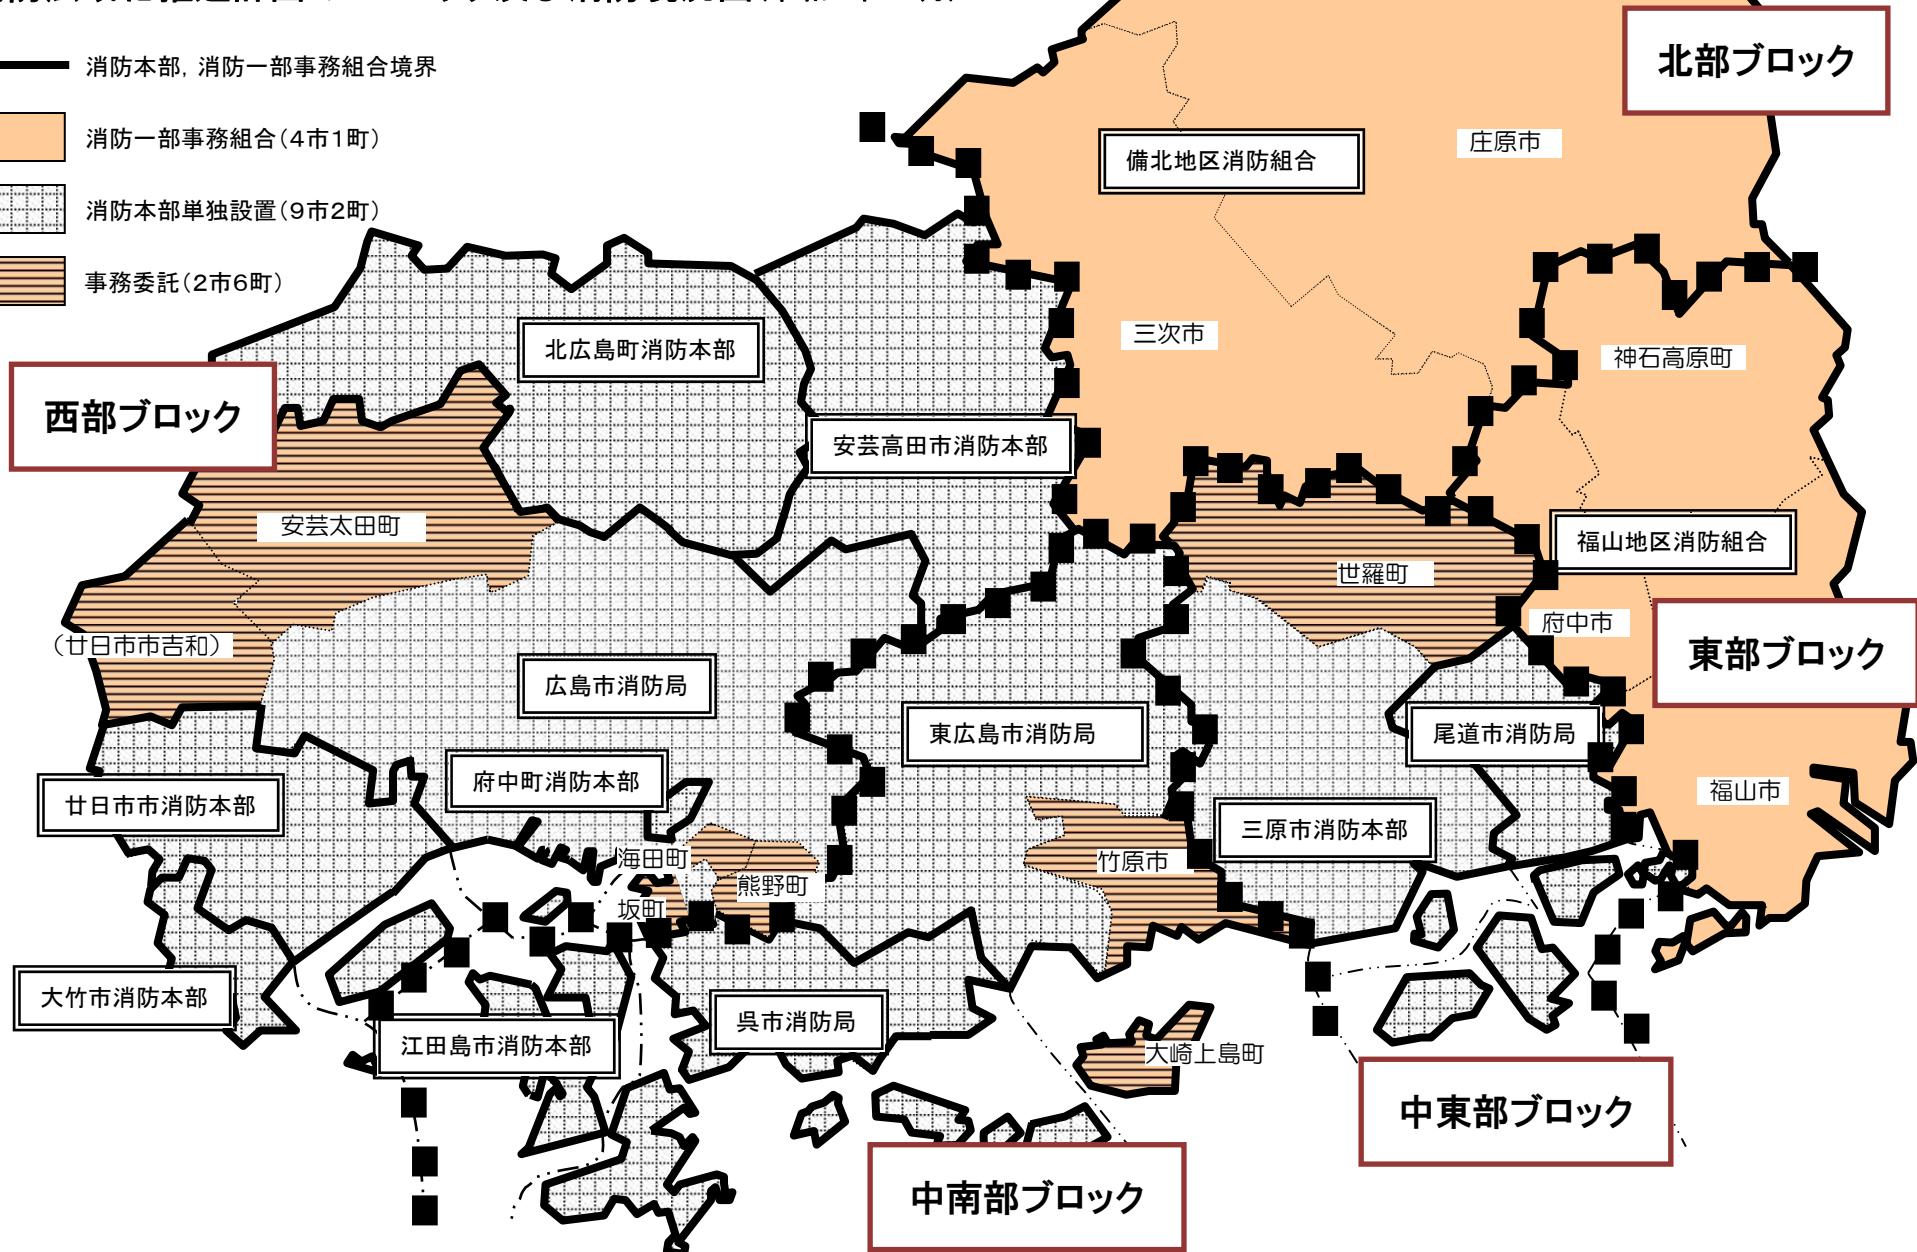 北部ブロック
消防本部, 消防一部事務組合境界
消防一部事務組合（4市1町）
庄原市
備北地区消防組合
消防本部単独設置（9市2町）
事務委託（2市6町）
三次市
北広島町消防本部
神石高原町
西部ブロック
安芸高田市消防本部
安芸太田町
福山地区消防組合
世羅町
府中市
（廿日市市吉和）
東部ブロック
広島市消防局
東広島市消防局
尾道市消防局
府中町消防本部
福山市
廿日市市消防本部
三原市消防本部
海田町
竹原市
熊野町
坂町
大竹市消防本部
呉市消防局
江田島市消防本部
大崎上島町
中東部ブロック
中南部ブロック